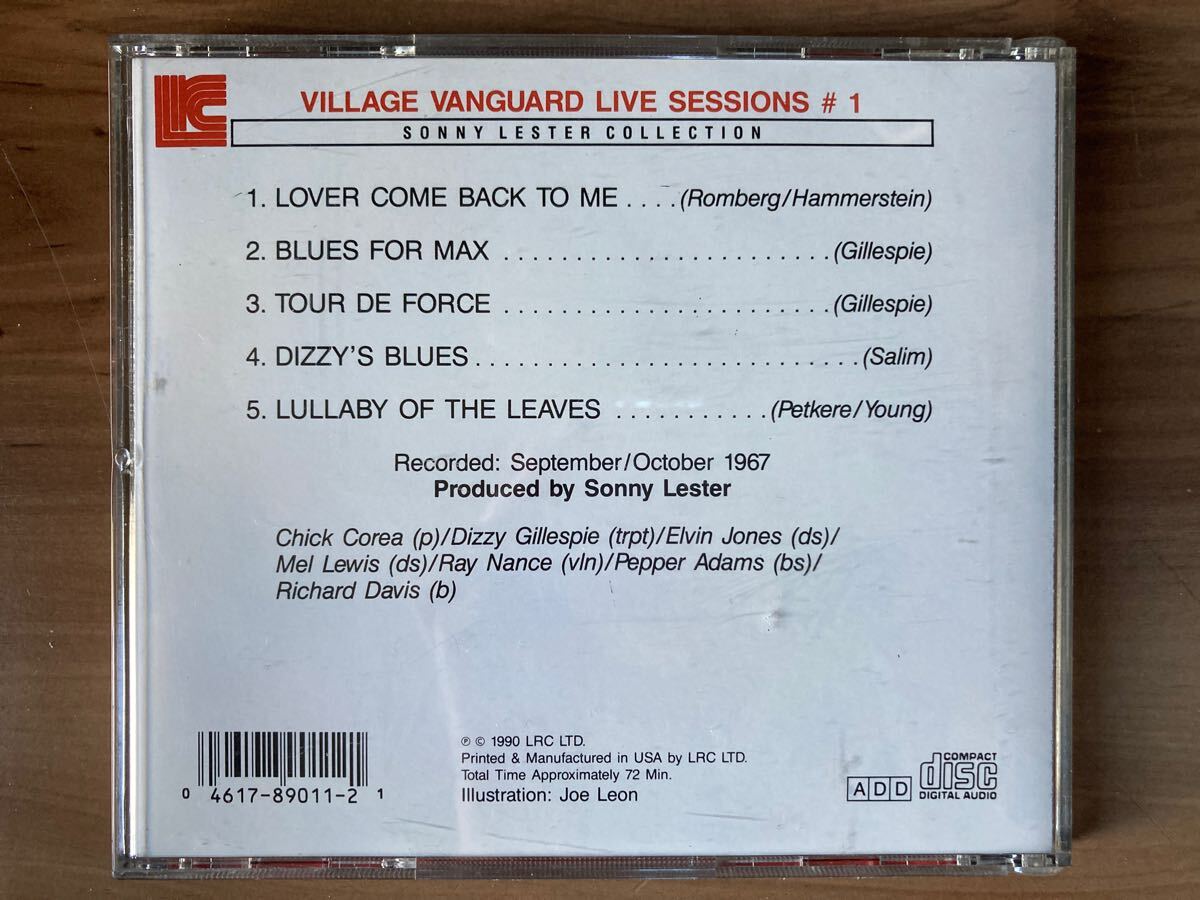 LRC
VILLAGE VANGUARD LIVE SESSIONS # 1
SONNY LESTER COLLECTION
1. LOVER COME BACK TO ME . . . . (Romberg/Hammerstein)
2. BLUES FOR MAX . . . . . . . . . . . . . . . . . . . . . . . (Gillespie)
3. TOUR DE FORCE . . . . . . . . . . . . . . . . . . . . . . . (Gillespie)
4. DIZZY'S BLUES . . . . . . . . . . . . . . . . . . . . . . . . . . . (Salim)
5. LULLABY OF THE LEAVES . . . . . . . . . . . (Petkere/Young)
Recorded: September/October 1967
Produced by Sonny Lester
Chick Corea (p)/Dizzy Gillespie (trpt)/Elvin Jones (ds)/
Mel Lewis (ds)/Ray Nance (vln)/Pepper Adams (bs)/
Richard Davis (b)
℗ © 1990 LRC LTD.
Printed & Manufactured in USA by LRC LTD.
Total Time Approximately 72 Min.
Illustration: Joe Leon
0 4617-89011-2 1
ADD
COMPACT
disc
DIGITAL AUDIO